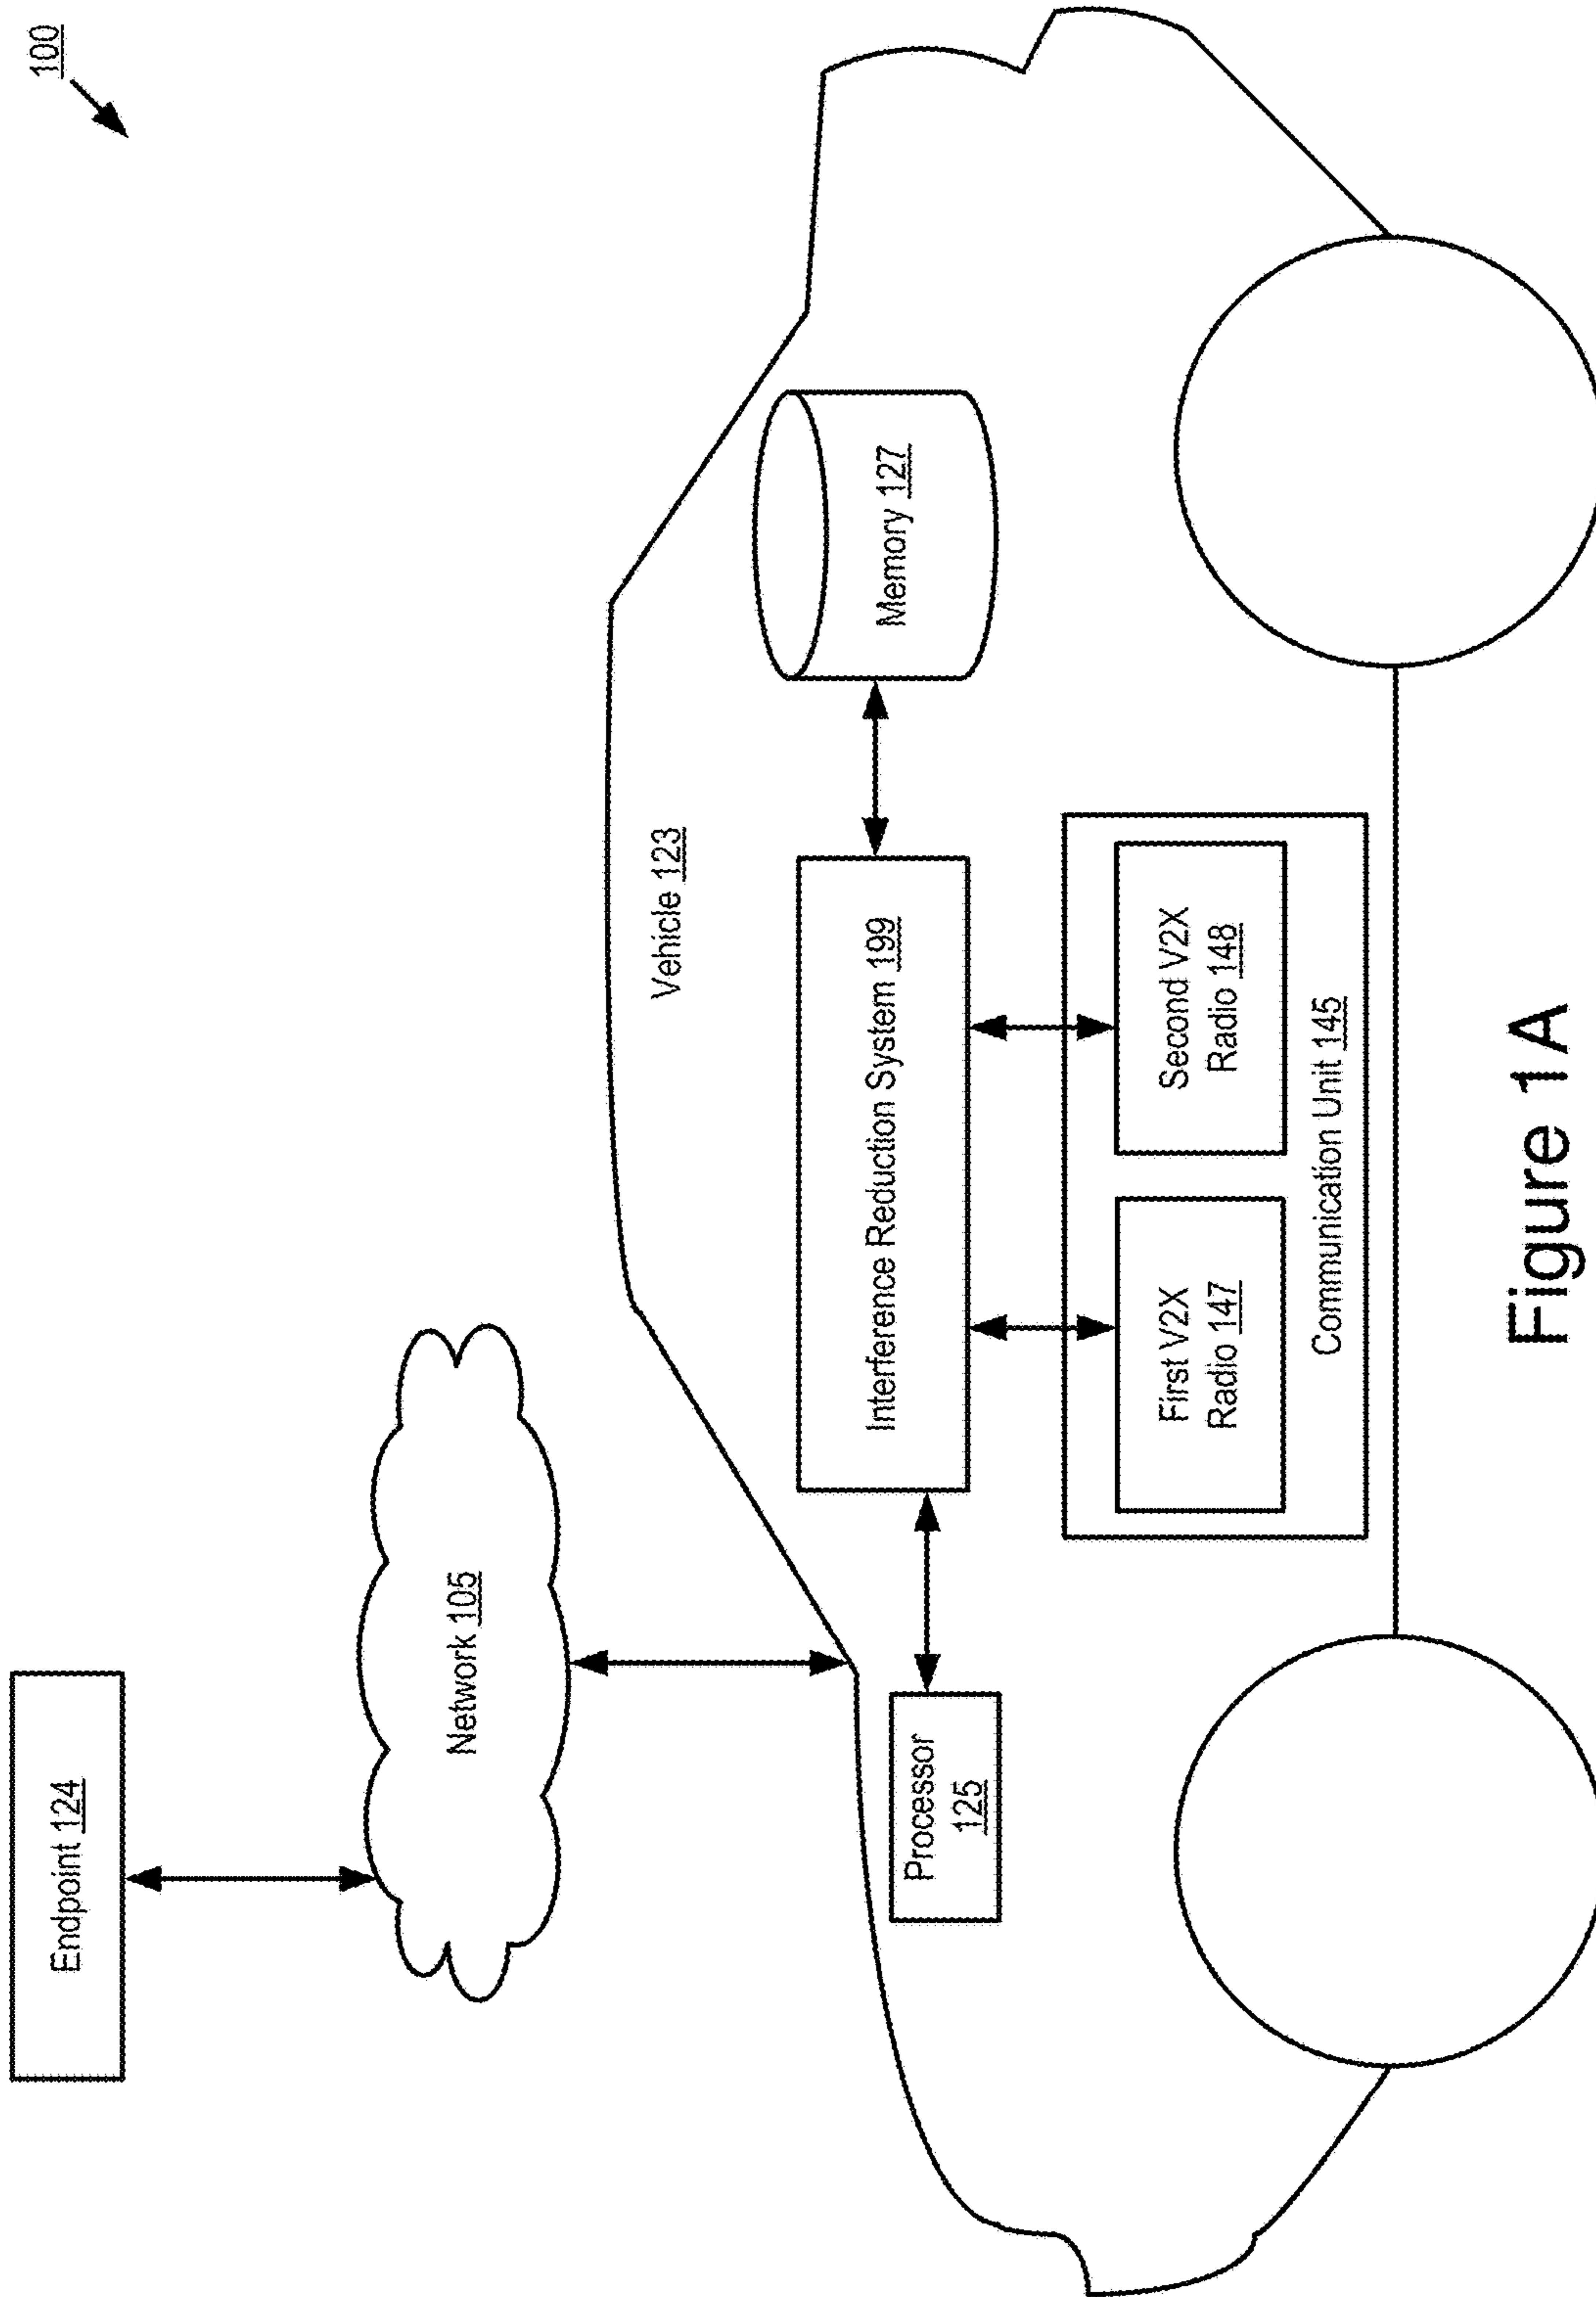 100
Endpoint 124
Network 105
Vehicle 123
Processor
125
Interference Reduction System 199
Memory 127
First V2X
Radio 147
Second V2X
Radio 148
Communication Unit 145
Figure 1A